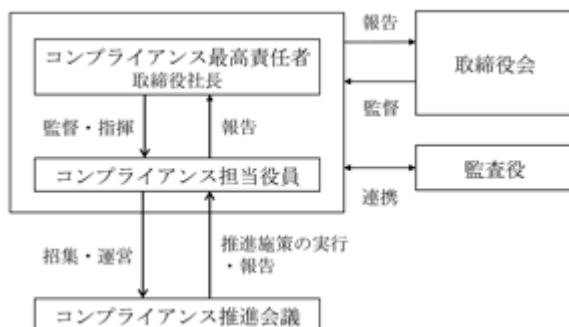 コンプライアンス最高責任者
取締役社長
報告
取締役会
監督
監督・指揮
報告
コンプライアンス担当役員
監査役
連携
招集・運営
推進施策の実行
・報告
コンプライアンス推進会議